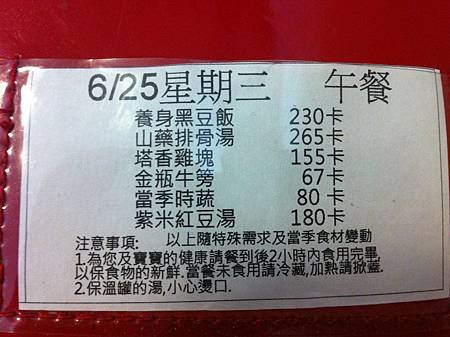 6/25星期三 午餐
養身黑豆飯 230卡
山藥排骨湯 265卡
塔香雞塊 155卡
金瓶牛蒡 67卡
當季時蔬 80卡
紫米紅豆湯 180卡
注意事項: 以上隨特殊需求及當季食材變動
1.為您及寶寶的健康請餐到後2小時內食用完畢,
以保食物的新鮮.當餐未食用請冷藏,加熱請掀蓋.
2.保溫罐的湯,小心燙口.